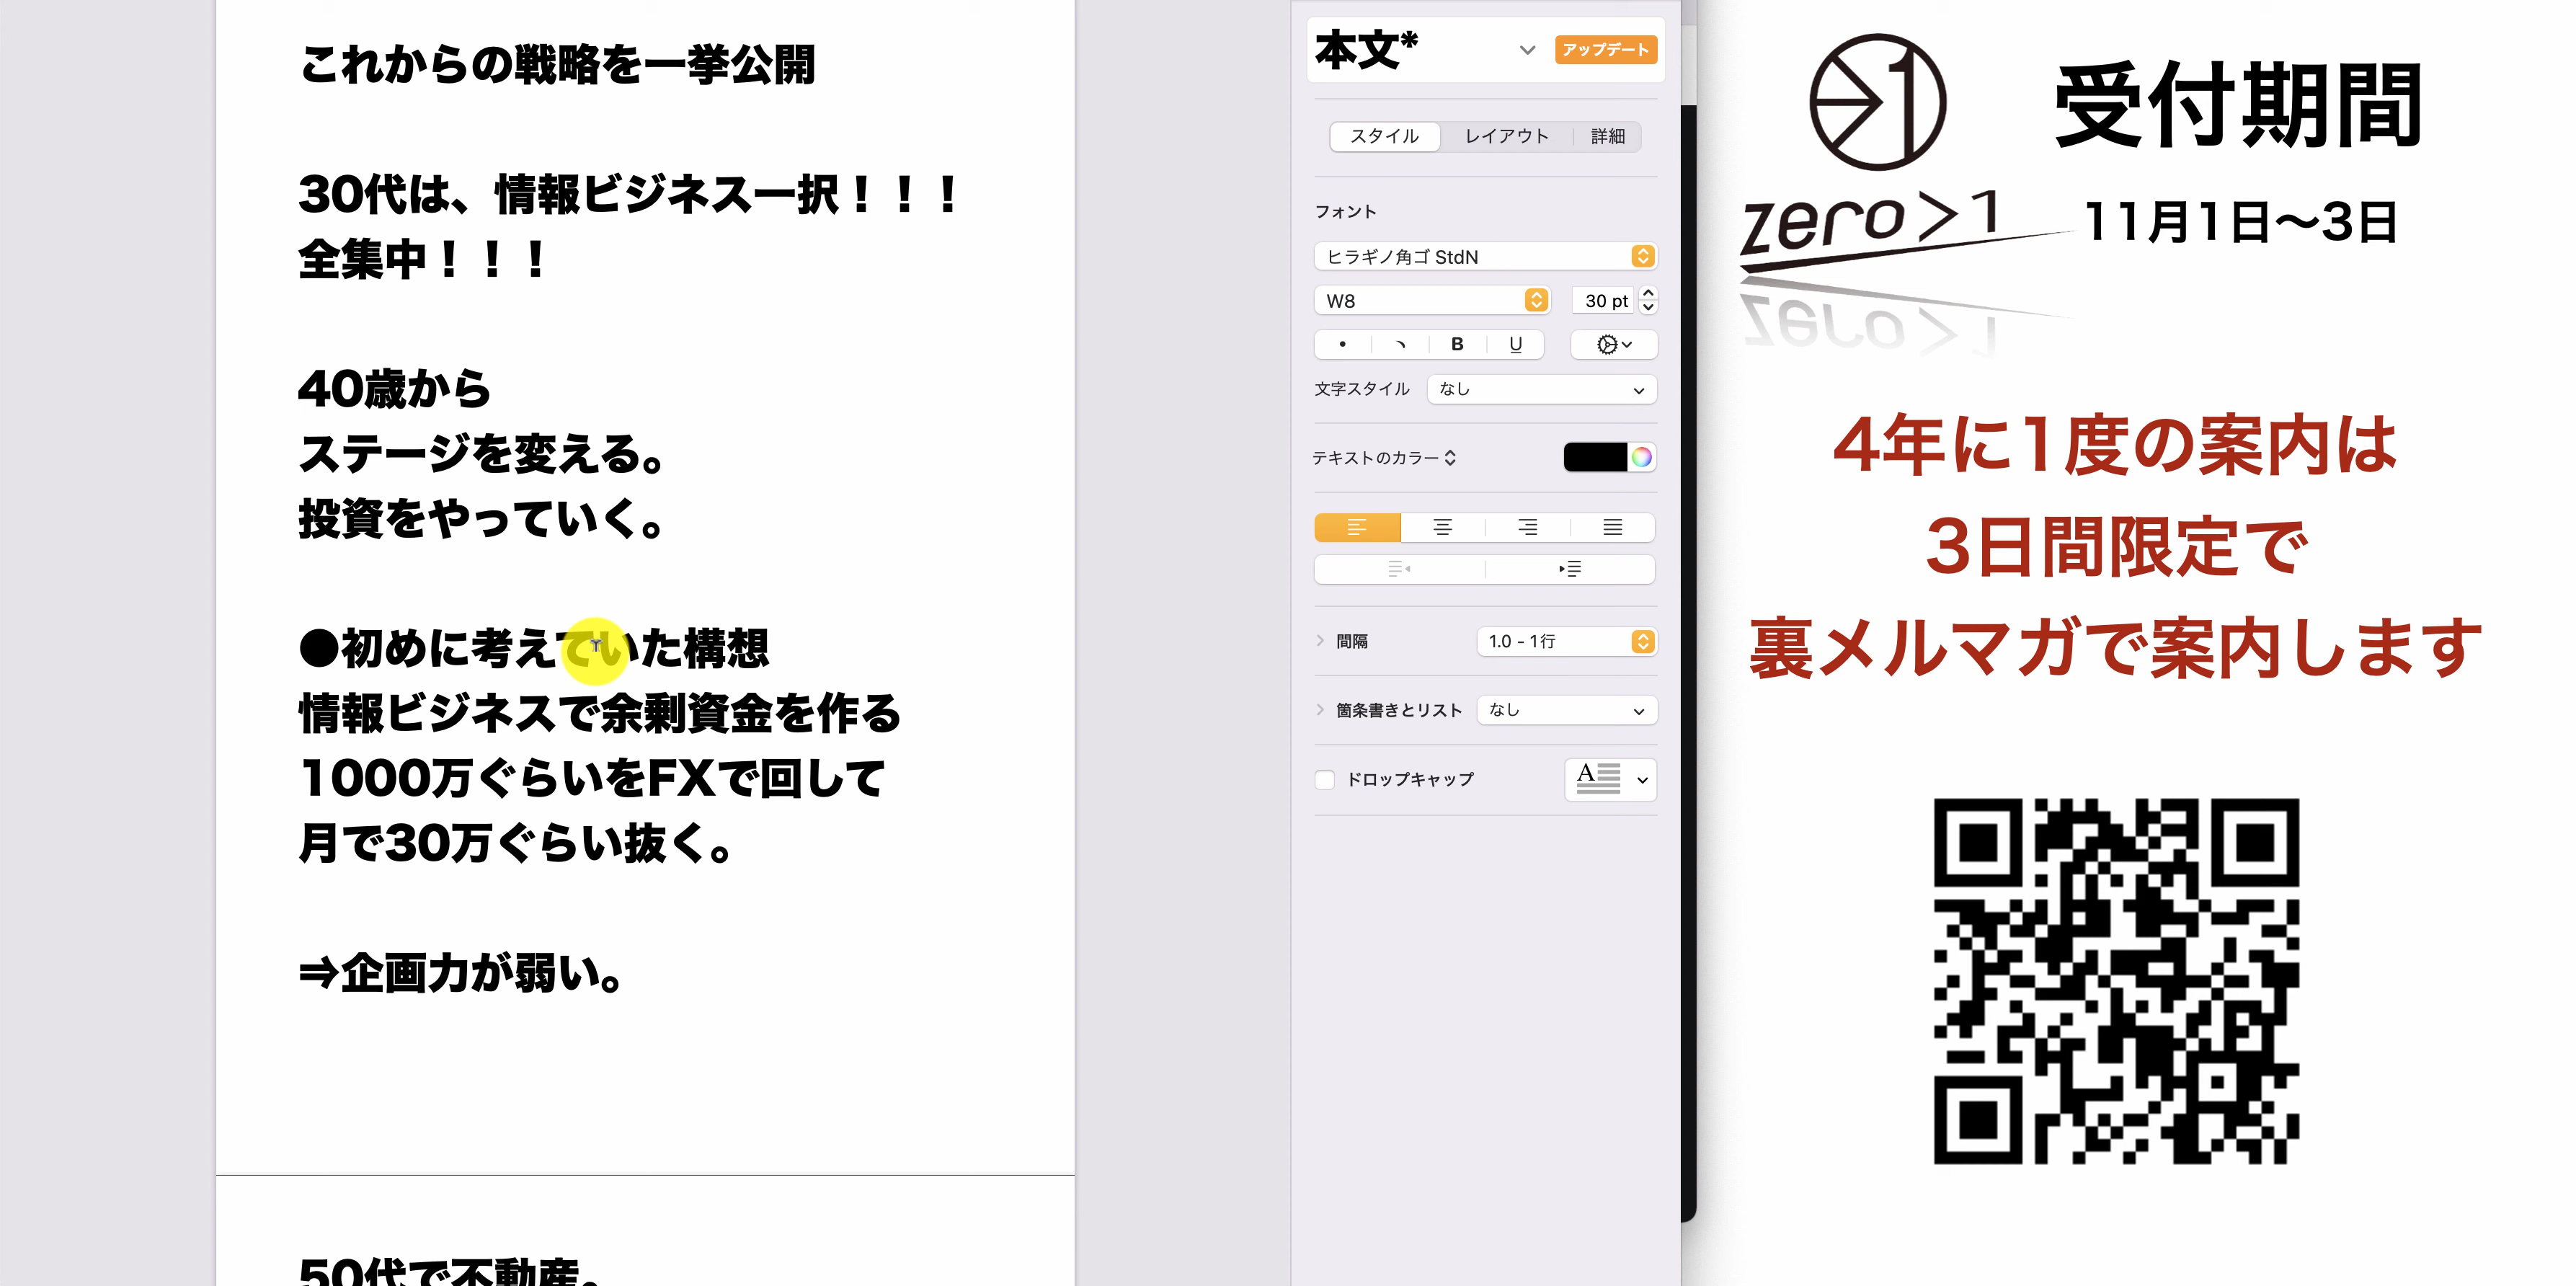 これからの戦略を一挙公開
30代は、情報ビジネス一択！！！
全集中！！！
40歳から
ステージを変える。
投資をやっていく。
●初めに考えていた構想
情報ビジネスで余剰資金を作る
1000万ぐらいをFXで回して
月で30万ぐらい抜く。
⇒企画力が弱い。
50代で不動産。
本文*
アップデート
スタイル
レイアウト
詳細
フォント
ヒラギノ角ゴ StdN
W8
30 pt
B
U
文字スタイル
なし
テキストのカラー
間隔
1.0 - 1行
箇条書きとリスト
なし
ドロップキャップ
A
1
zero>1
受付期間
11月1日〜3日
4年に1度の案内は
3日間限定で
裏メルマガで案内します